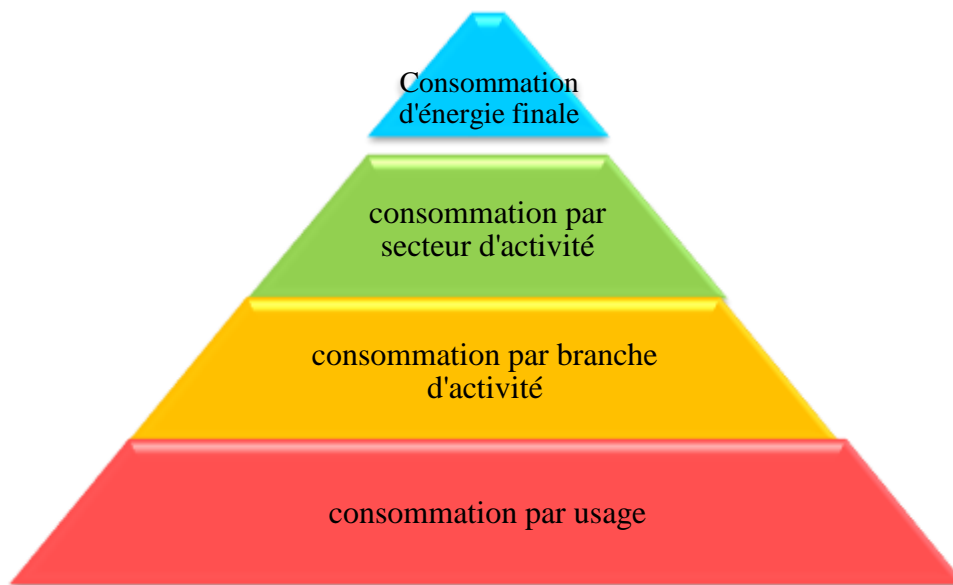 Consommation
d'énergie finale
consommation par
secteur d'activité
consommation par branche
d'activité
consommation par usage